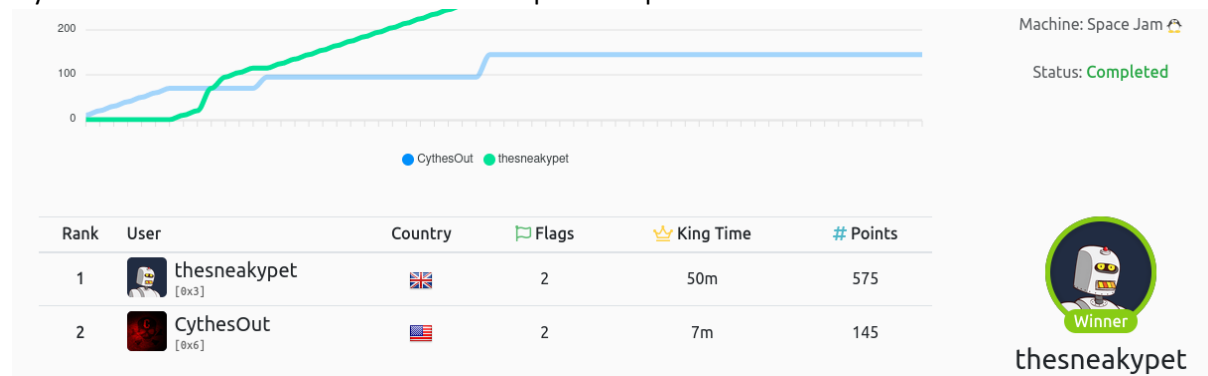 200
Machine: Space Jam
100
Status: Completed
0
CythesOut thesneakypet
Rank User Country Flags King Time # Points
1 thesneakypet 2 50m 575
[0x3]
2 CythesOut 2 7m 145
[0x6]
Winner
thesneakypet